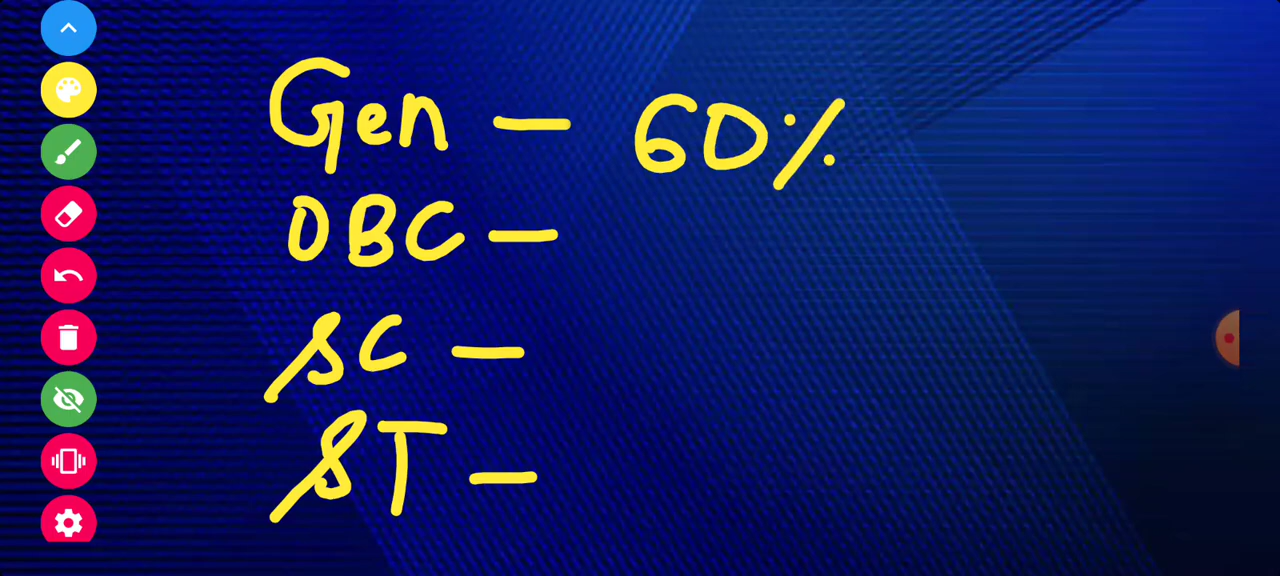 Gen — 60%
OBC —
SC —
ST —